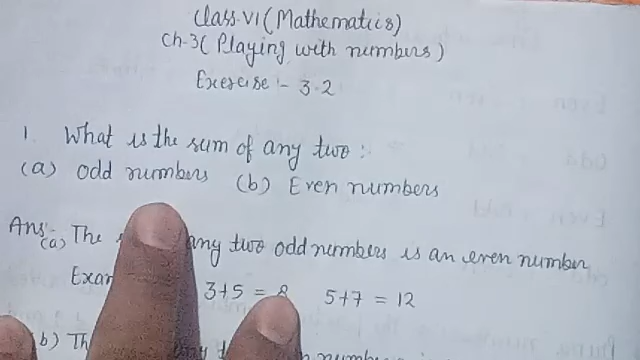 Class-VI (Mathematics)
Ch-3 ( Playing with numbers )
Exercise :- 3.2
1. What is the sum of any two :
(a) Odd numbers (b) Even numbers
Ans:- (a) The any two odd numbers is an even number
3+5 = 8 5+7 = 12
(b)